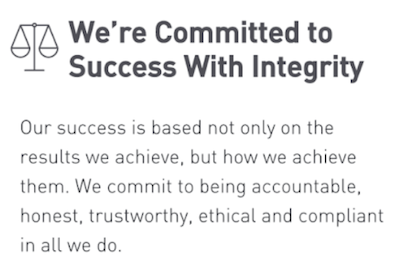 We're Committed to
Success With Integrity
Our success is based not only on the
results we achieve, but how we achieve
them. We commit to being accountable,
honest, trustworthy, ethical and compliant
in all we do.